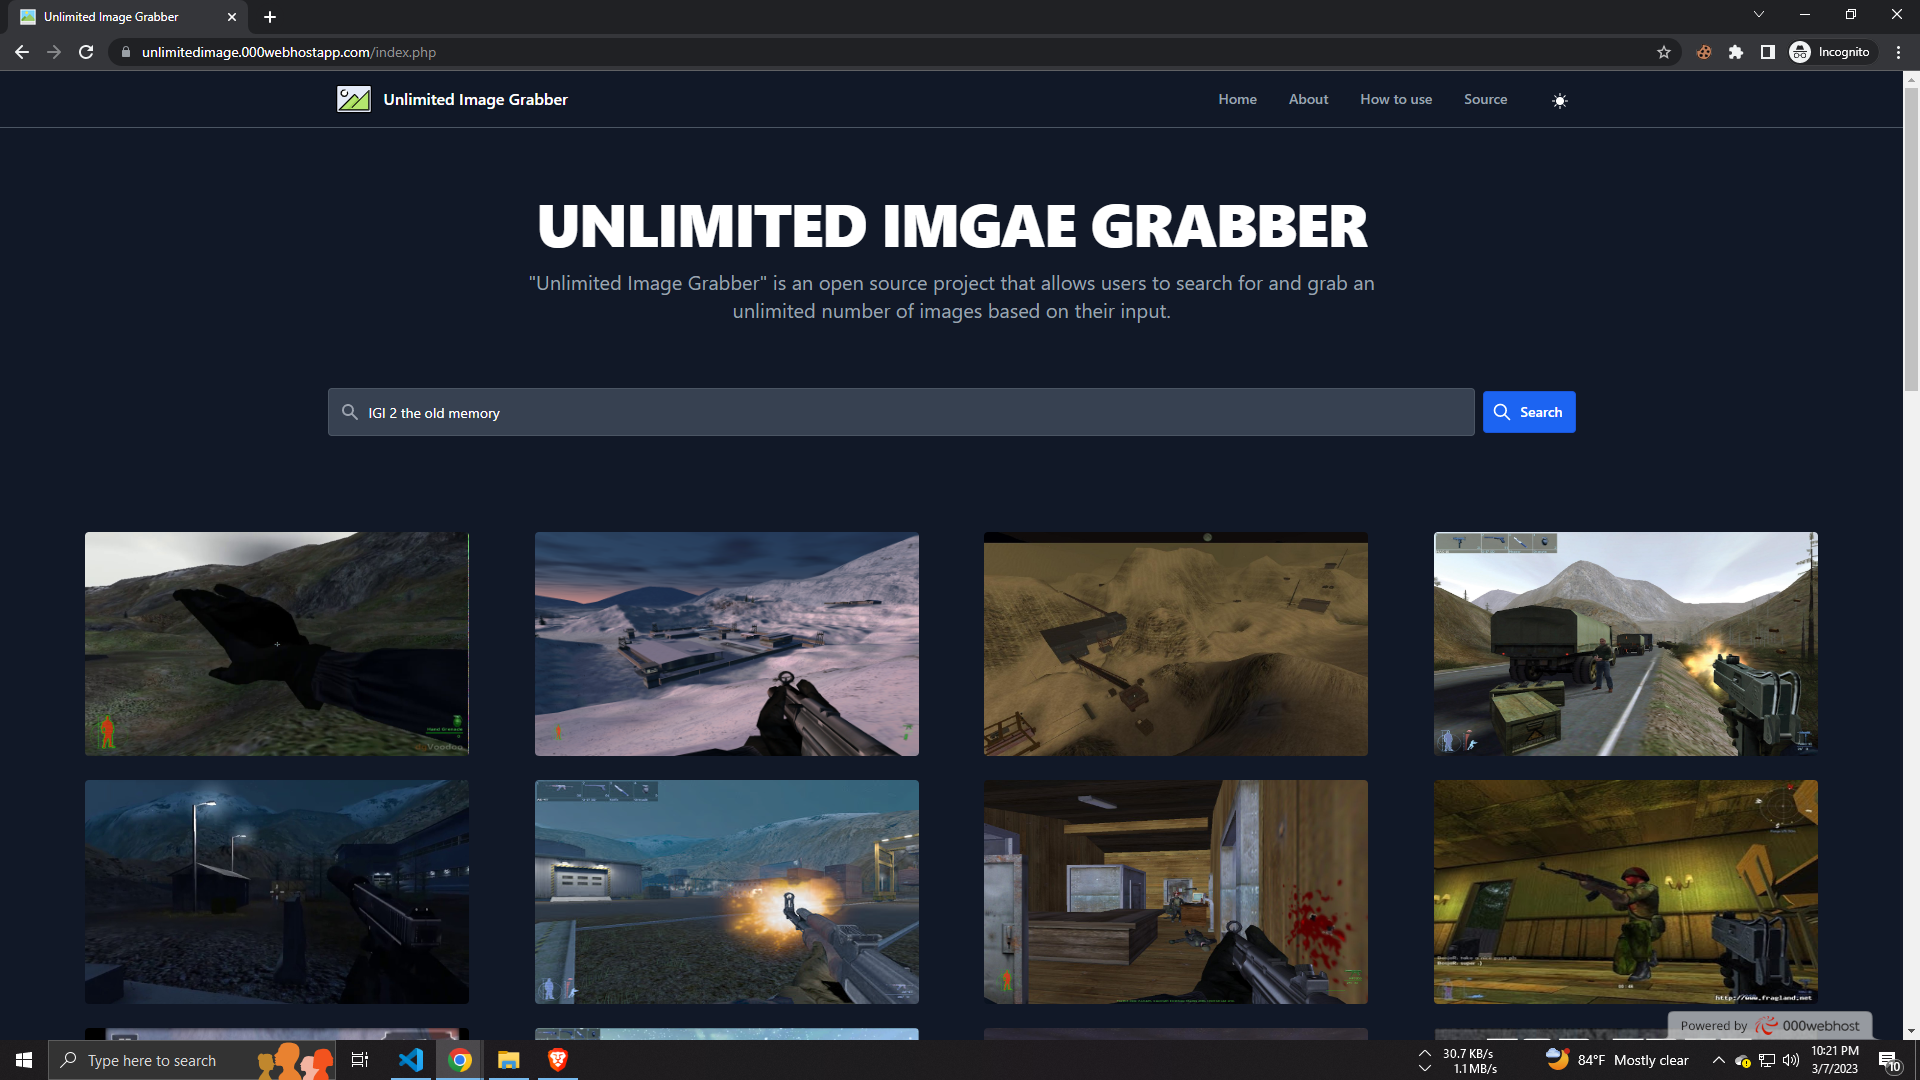 Unlimited Image Grabber
unlimitedimage.000webhostapp.com/index.php
Incognito
Unlimited Image Grabber
Home
About
How to use
Source
UNLIMITED IMGAE GRABBER
"Unlimited Image Grabber" is an open source project that allows users to search for and grab an
unlimited number of images based on their input.
IGI 2 the old memory
Search
Hand Grenade
http://www.fragland.net
Powered by 000webhost
Type here to search
30.7 KB/s
1.1 MB/s
84°F Mostly clear
10:21 PM
3/7/2023
10